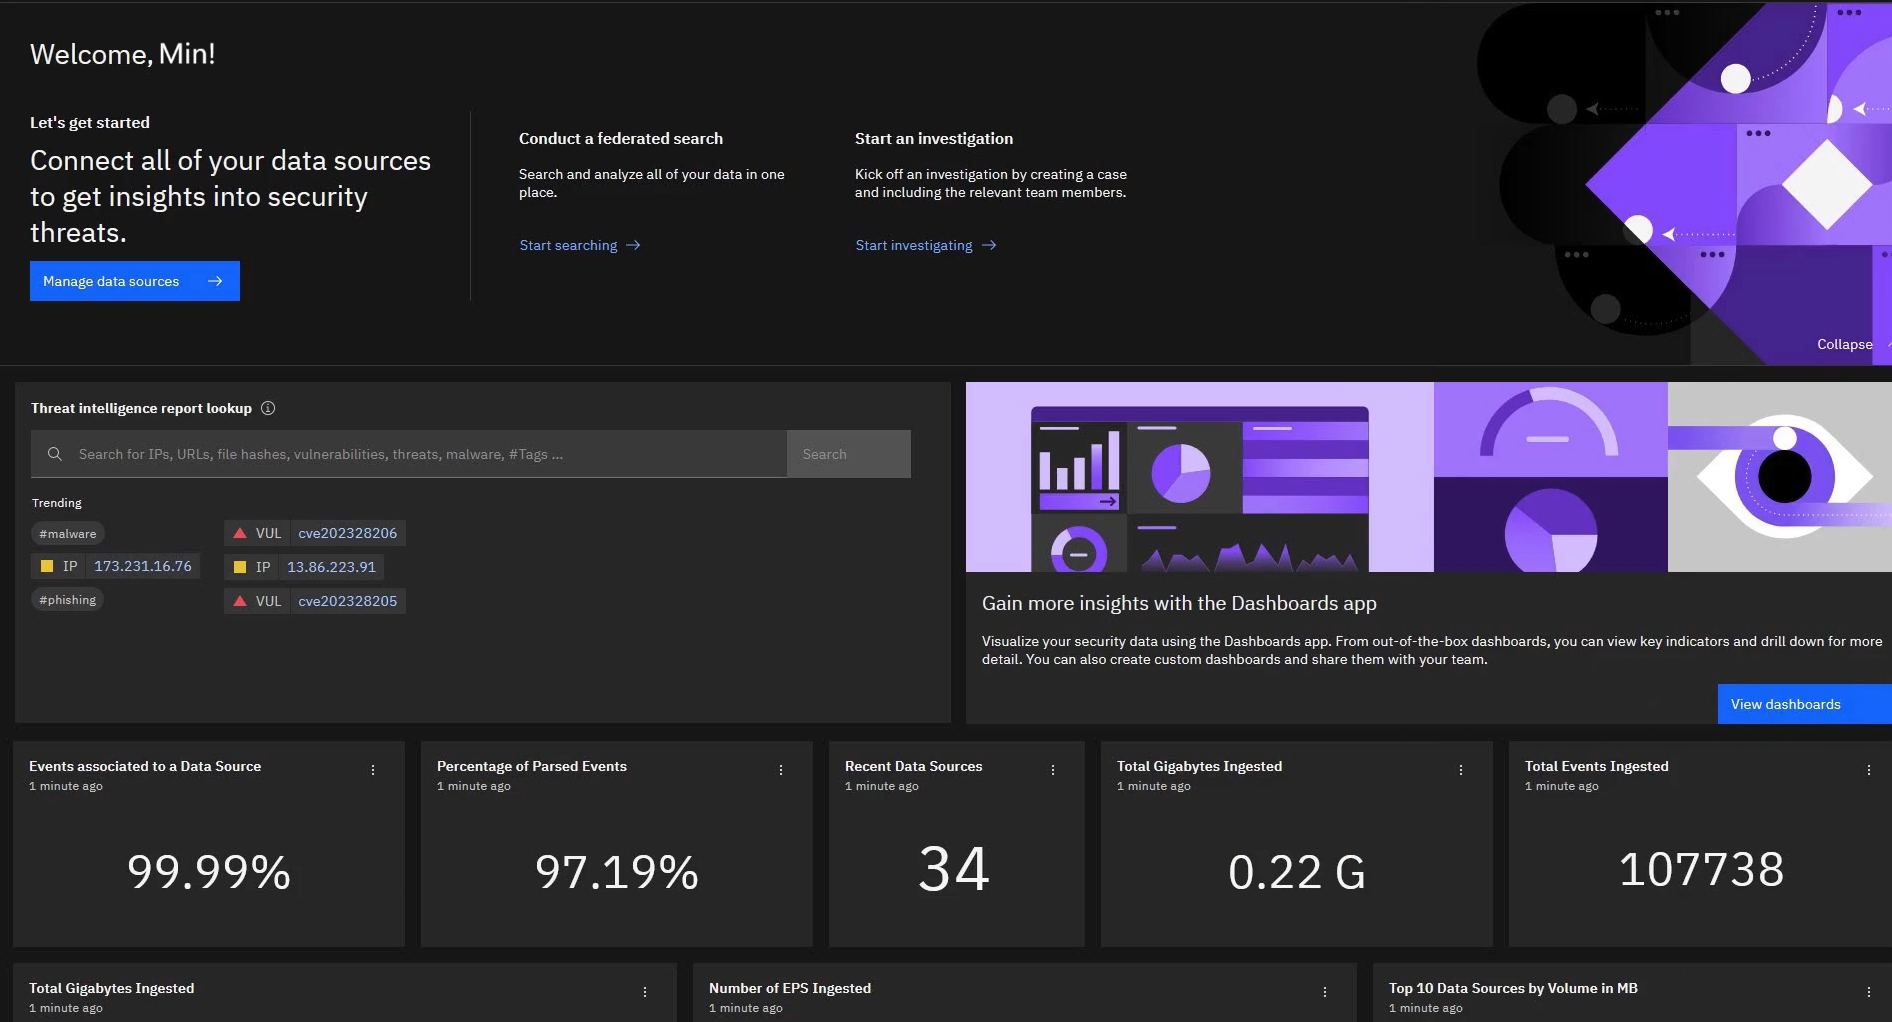 Welcome, Min!
Let's get started
Connect all of your data sources
to get insights into security
threats.
Manage data sources
Conduct a federated search
Search and analyze all of your data in one
place.
Start searching
Start an investigation
Kick off an investigation by creating a case
and including the relevant team members.
Start investigating
Collapse
Threat intelligence report lookup
Search for IPs, URLs, file hashes, vulnerabilities, threats, malware, #Tags ...
Search
Trending
#malware
IP 173.231.16.76
#phishing
VUL cve202328206
IP 13.86.223.91
VUL cve202328205
Gain more insights with the Dashboards app
Visualize your security data using the Dashboards app. From out-of-the-box dashboards, you can view key indicators and drill down for more
detail. You can also create custom dashboards and share them with your team.
View dashboards
Events associated to a Data Source
1 minute ago
99.99%
Percentage of Parsed Events
1 minute ago
97.19%
Recent Data Sources
1 minute ago
34
Total Gigabytes Ingested
1 minute ago
0.22 G
Total Events Ingested
1 minute ago
107738
Total Gigabytes Ingested
1 minute ago
Number of EPS Ingested
1 minute ago
Top 10 Data Sources by Volume in MB
1 minute ago